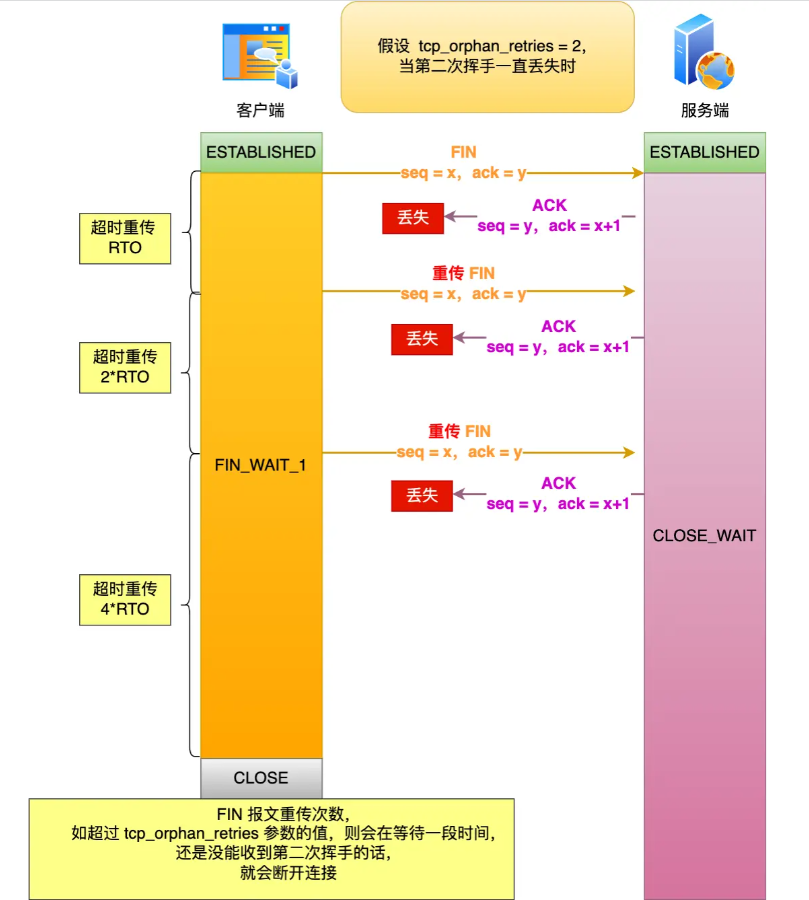 假设 tcp_orphan_retries = 2，
当第二次挥手一直丢失时
客户端
服务端
ESTABLISHED
ESTABLISHED
FIN
seq = x，ack = y
超时重传
RTO
丢失
ACK
seq = y，ack = x+1
重传 FIN
seq = x，ack = y
超时重传
2*RTO
丢失
ACK
seq = y，ack = x+1
重传 FIN
seq = x，ack = y
FIN_WAIT_1
丢失
ACK
seq = y，ack = x+1
CLOSE_WAIT
超时重传
4*RTO
CLOSE
FIN 报文重传次数，
如超过 tcp_orphan_retries 参数的值，则会在等待一段时间，
还是没能收到第二次挥手的话，
就会断开连接